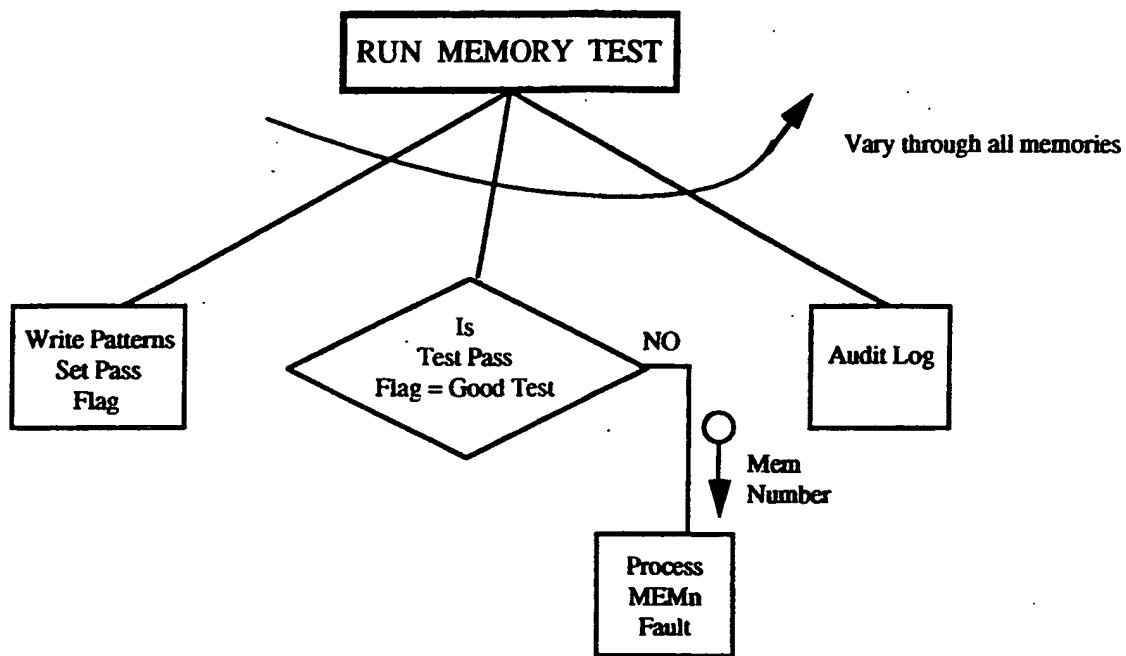 RUN MEMORY TEST
Vary through all memories
Write Patterns
Set Pass
Flag
Is
Test Pass
Flag = Good Test
NO
Audit Log
Mem
Number
Process
MEMn
Fault